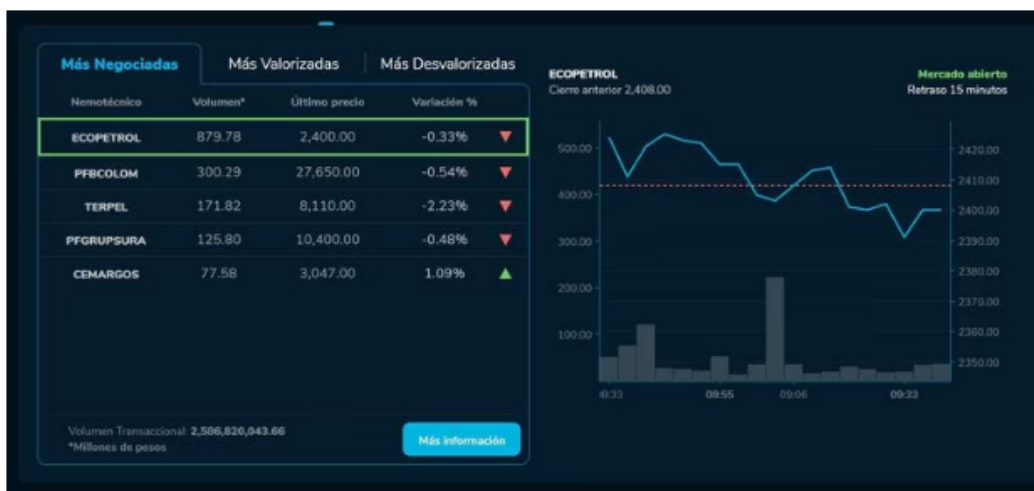 Más Negociadas Más Valorizadas Más Desvalorizadas
Nemotécnico Volumen* Último precio Variación %
ECOPETROL 879.78 2,400.00 -0.33%
PFBCOLOM 300.29 27,650.00 -0.54%
TERPEL 171.82 8,110.00 -2.23%
PFGRUPSURA 125.80 10,400.00 -0.48%
CEMARGOS 77.58 3,047.00 1.09%
Volumen Transaccional: 2,586,820,043.66
*Millones de pesos
Más información
ECOPETROL
Cierre anterior 2,408.00
Mercado abierto
Retraso 15 minutos
500.00
400.00
300.00
200.00
100.00
2420.00
2410.00
2400.00
2390.00
2380.00
2370.00
2360.00
2350.00
08:55 09:06 09:33